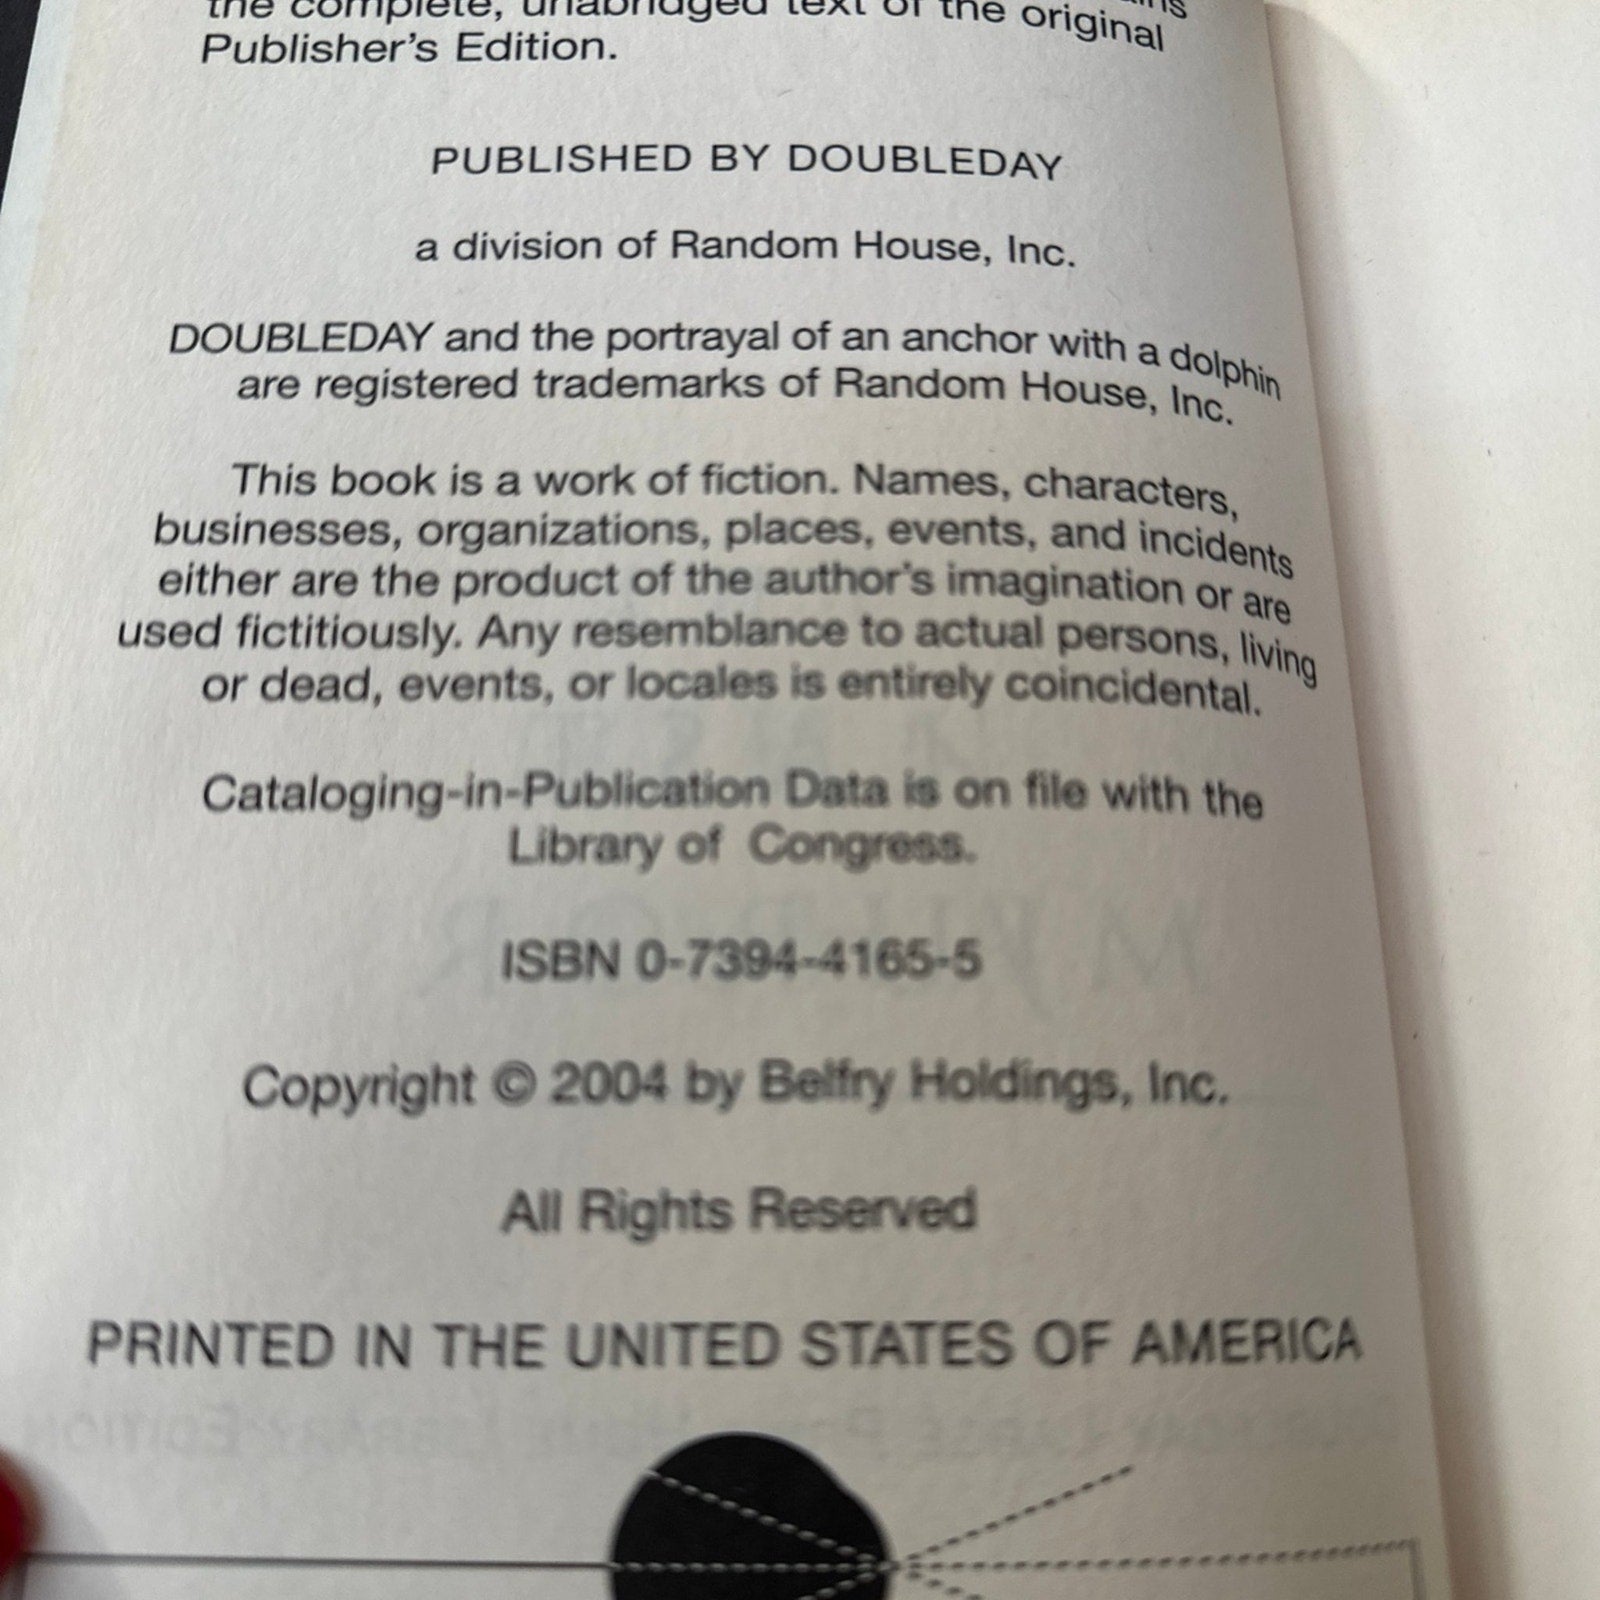 the complete, unabridged text of the original
Publisher's Edition.
PUBLISHED BY DOUBLEDAY
a division of Random House, Inc.
DOUBLEDAY and the portrayal of an anchor with a dolphin
are registered trademarks of Random House, Inc.
This book is a work of fiction. Names, characters,
businesses, organizations, places, events, and incidents
either are the product of the author's imagination or are
used fictitiously. Any resemblance to actual persons, living
or dead, events, or locales is entirely coincidental.
Cataloging-in-Publication Data is on file with the
Library of Congress.
ISBN 0-7394-4165-5
Copyright © 2004 by Belfry Holdings, Inc.
All Rights Reserved
PRINTED IN THE UNITED STATES OF AMERICA